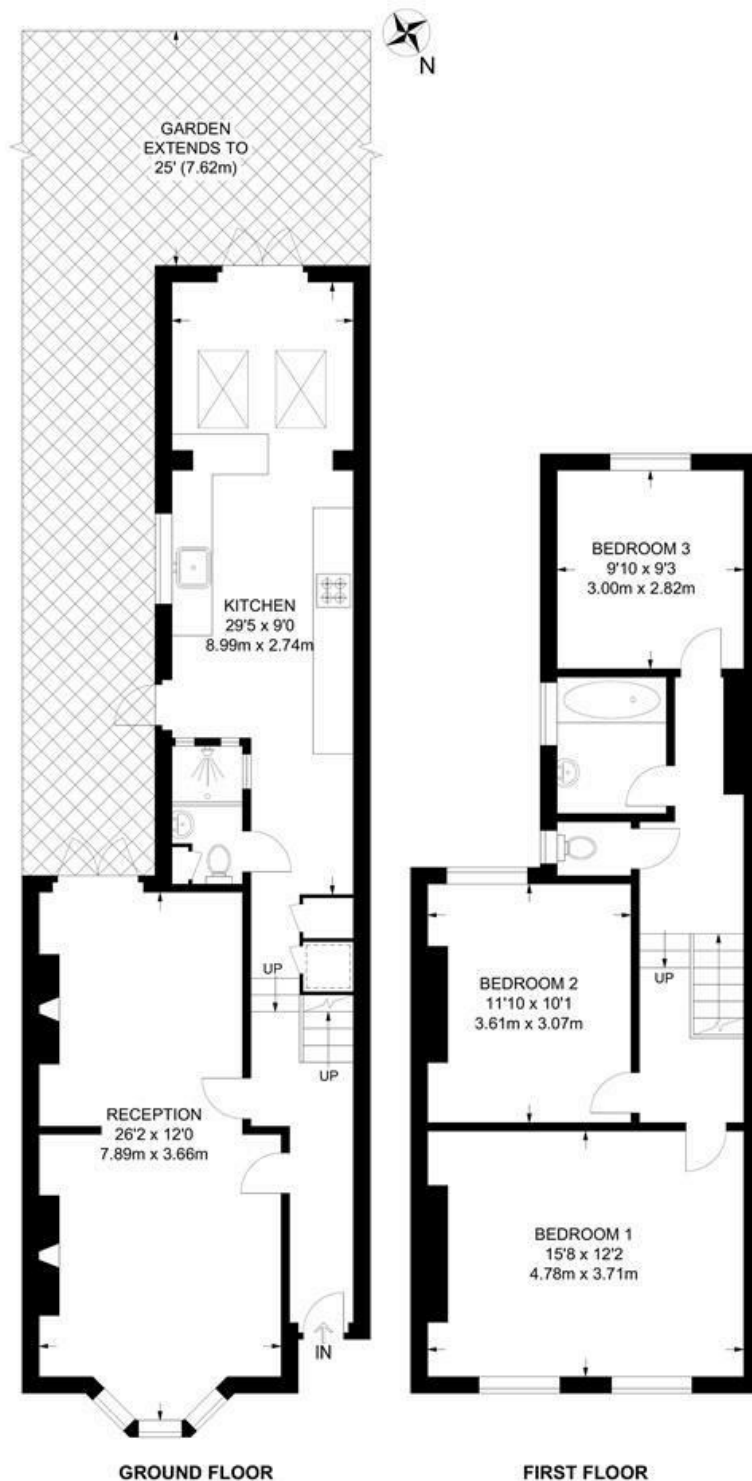 N
GARDEN
EXTENDS TO
25' (7.62m)
KITCHEN
29'5 x 9'0
8.99m x 2.74m
UP
UP
RECEPTION
26'2 x 12'0
7.89m x 3.66m
IN
GROUND FLOOR
BEDROOM 3
9'10 x 9'3
3.00m x 2.82m
UP
BEDROOM 2
11'10 x 10'1
3.61m x 3.07m
BEDROOM 1
15'8 x 12'2
4.78m x 3.71m
FIRST FLOOR